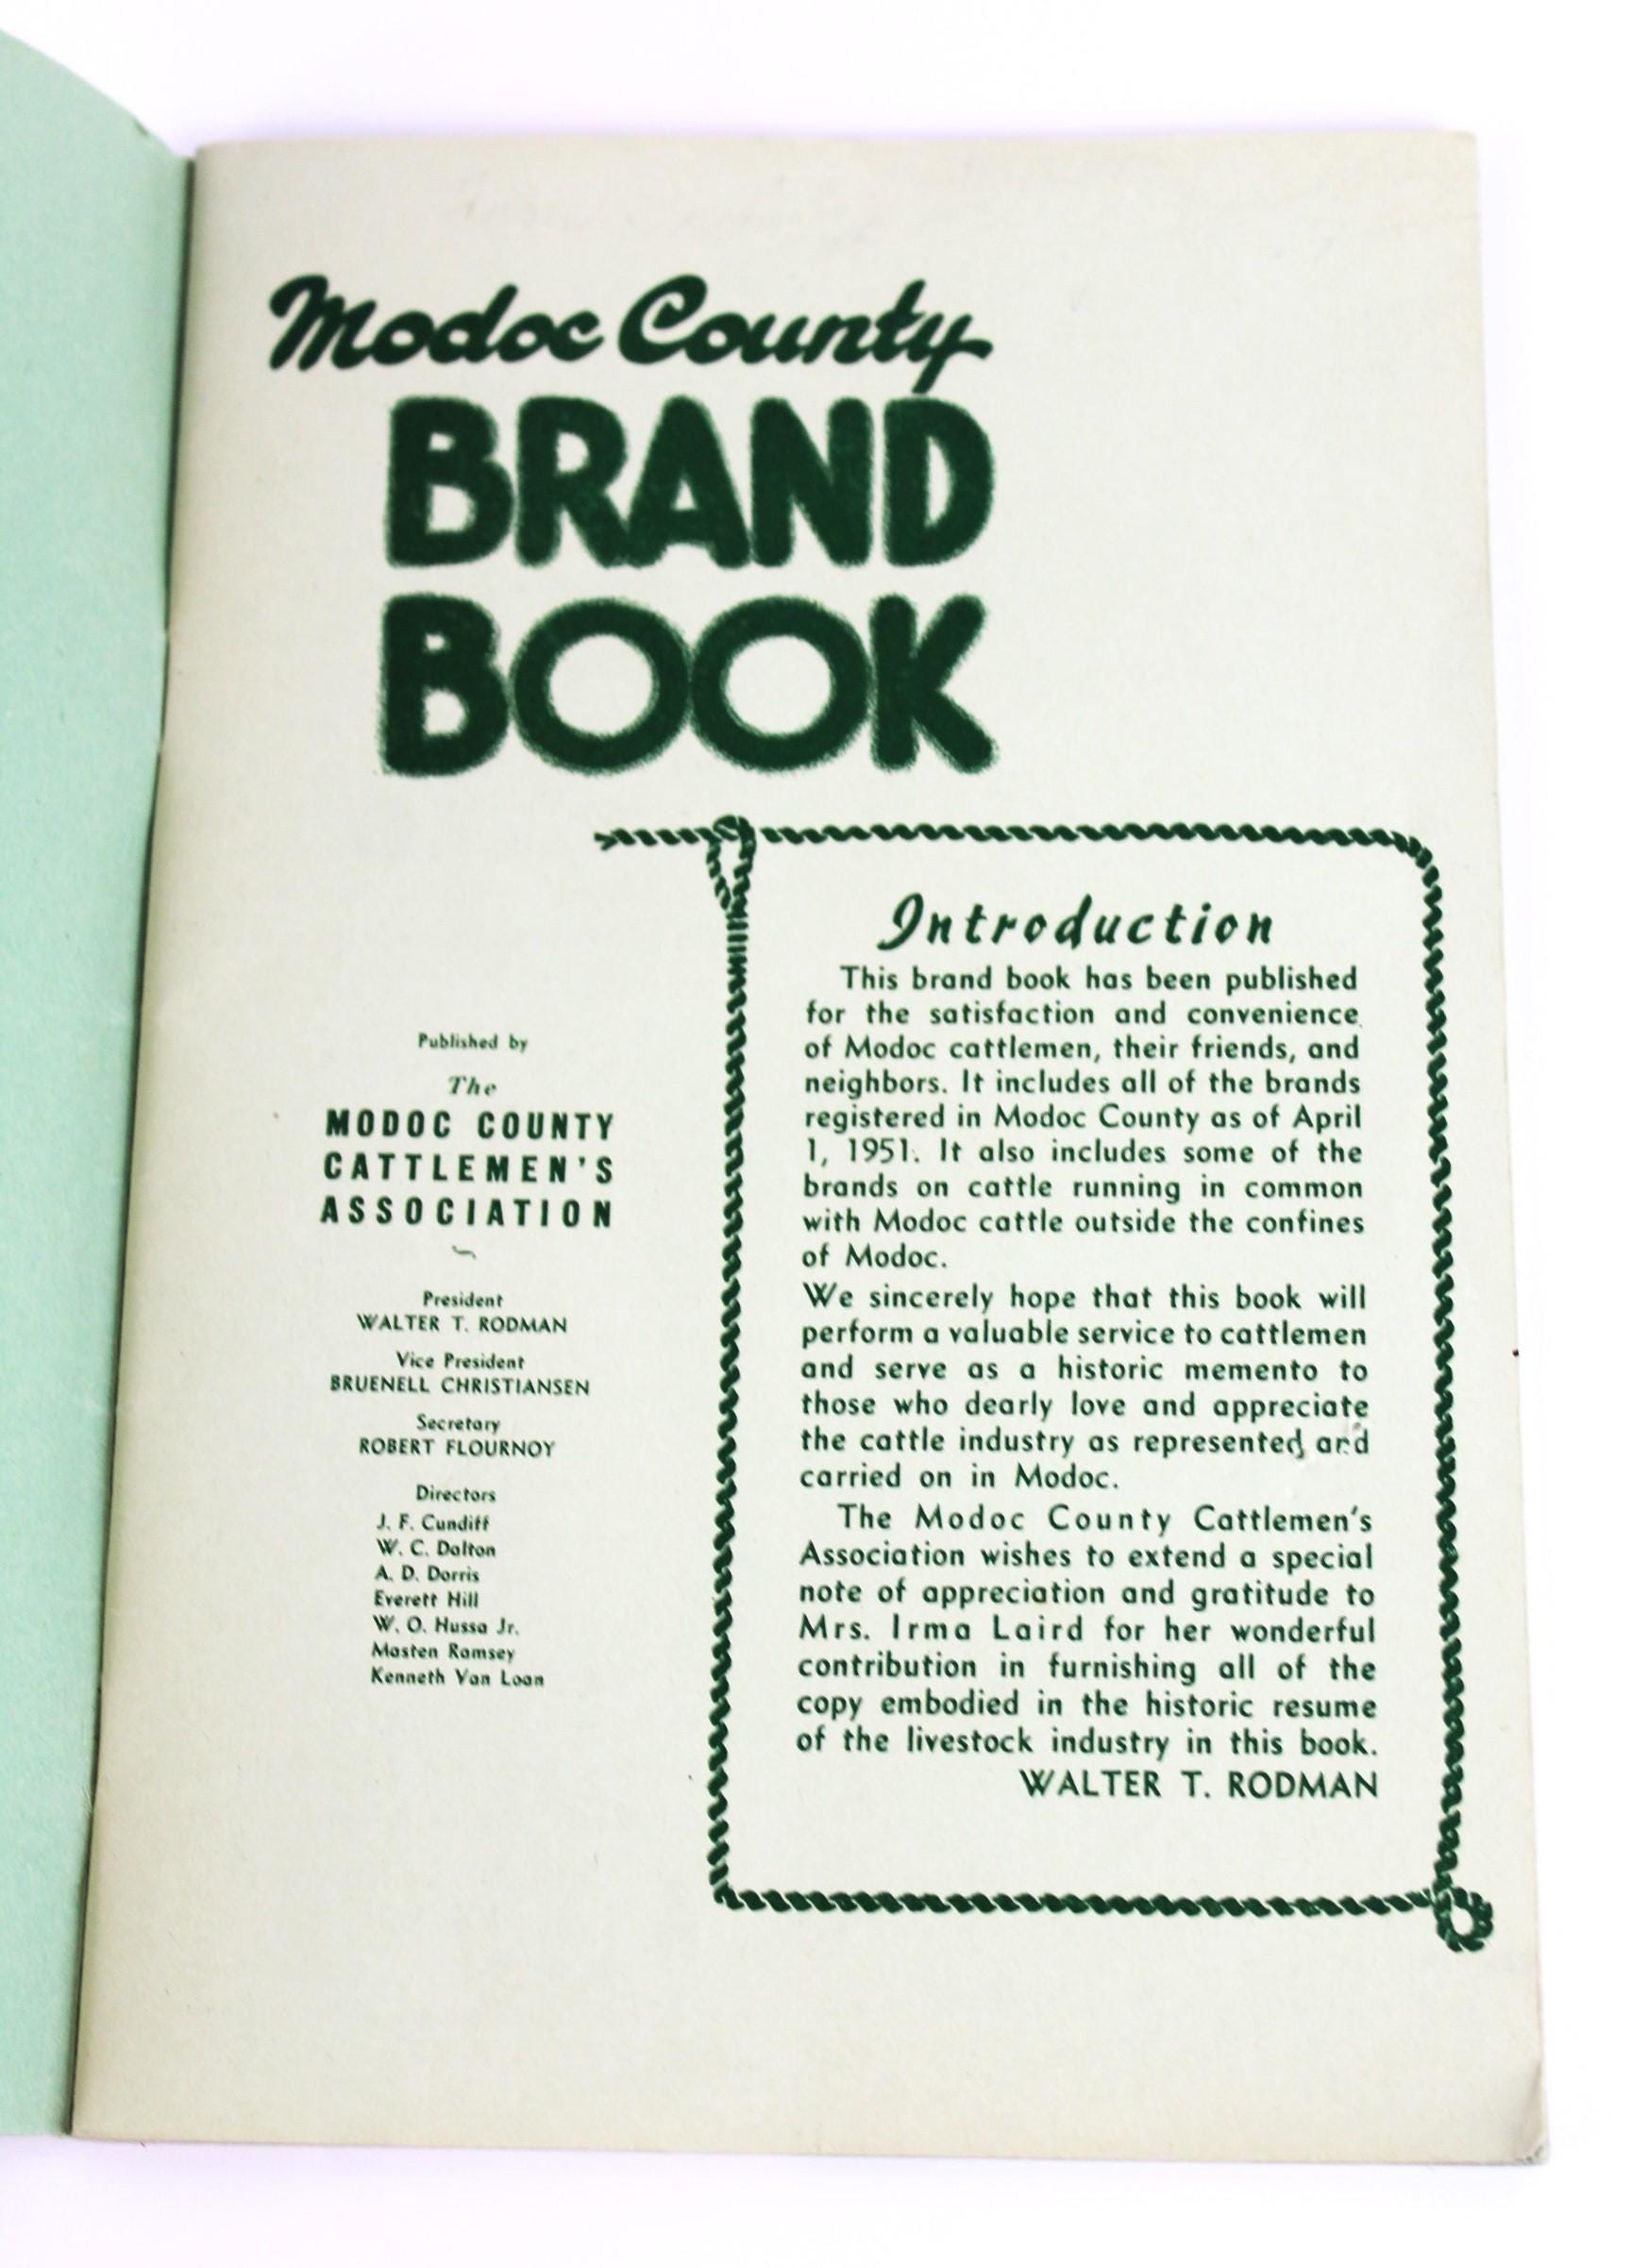 Modoc County
BRAND
BOOK
Published by
The
MODOC COUNTY
CATTLEMEN'S
ASSOCIATION
President
WALTER T. RODMAN
Vice President
BRUENELL CHRISTIANSEN
Secretary
ROBERT FLOURNOY
Directors
J. F. Cundiff
W. C. Dalton
A. D. Dorris
Everett Hill
W. O. Hussa Jr.
Masten Ramsey
Kenneth Van Loan
Introduction
This brand book has been published
for the satisfaction and convenience
of Modoc cattlemen, their friends, and
neighbors. It includes all of the brands
registered in Modoc County as of April
1, 1951. It also includes some of the
brands on cattle running in common
with Modoc cattle outside the confines
of Modoc.
We sincerely hope that this book will
perform a valuable service to cattlemen
and serve as a historic memento to
those who dearly love and appreciate
the cattle industry as represented and
carried on in Modoc.
The Modoc County Cattlemen's
Association wishes to extend a special
note of appreciation and gratitude to
Mrs. Irma Laird for her wonderful
contribution in furnishing all of the
copy embodied in the historic resume
of the livestock industry in this book.
WALTER T. RODMAN